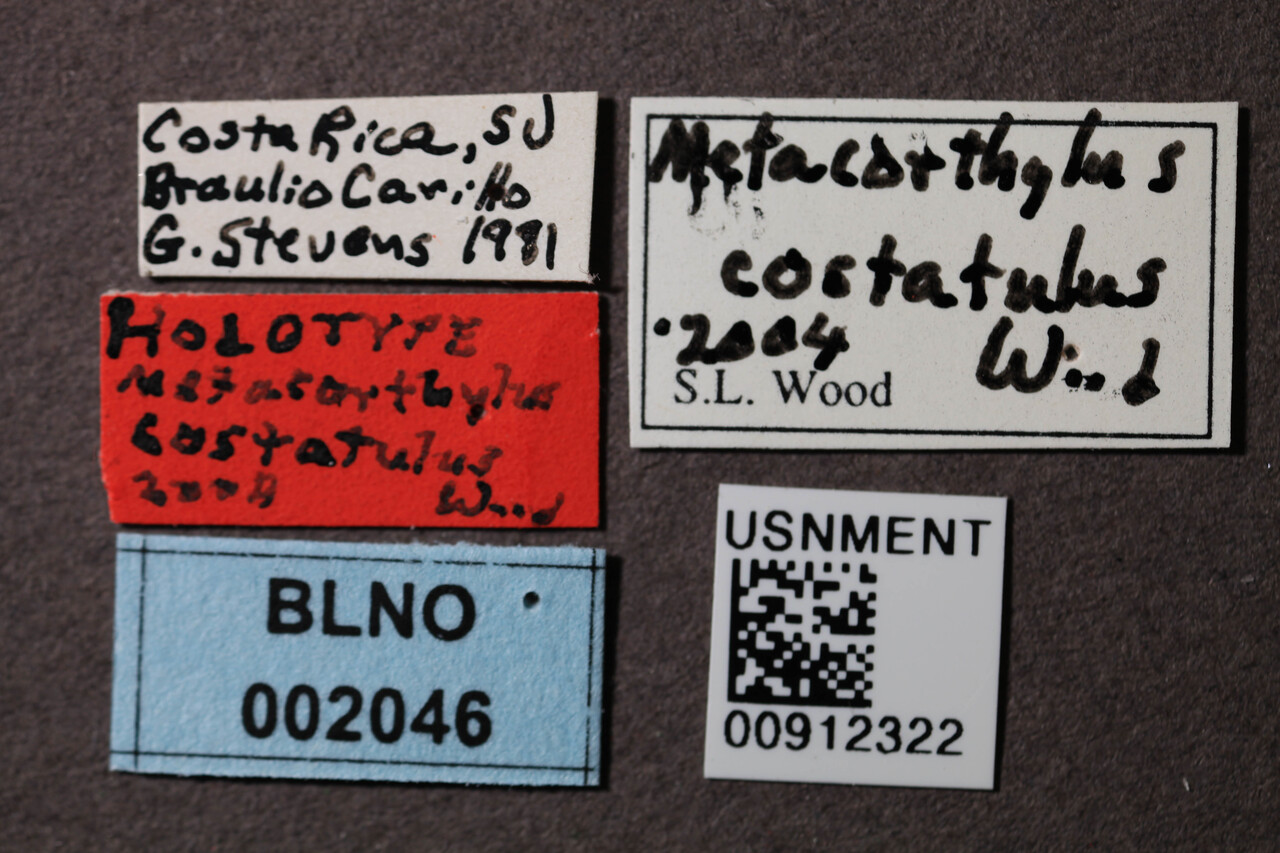 Costa Rica, SJ
Braulio Carillo
G. Stevens 1981
HOLOTYPE
Metacorthylus
costatulus
2004 Wood
BLNO
002046
Metacorthylus
costatulus
2004 Wood
S.L. Wood
USNMENT
00912322